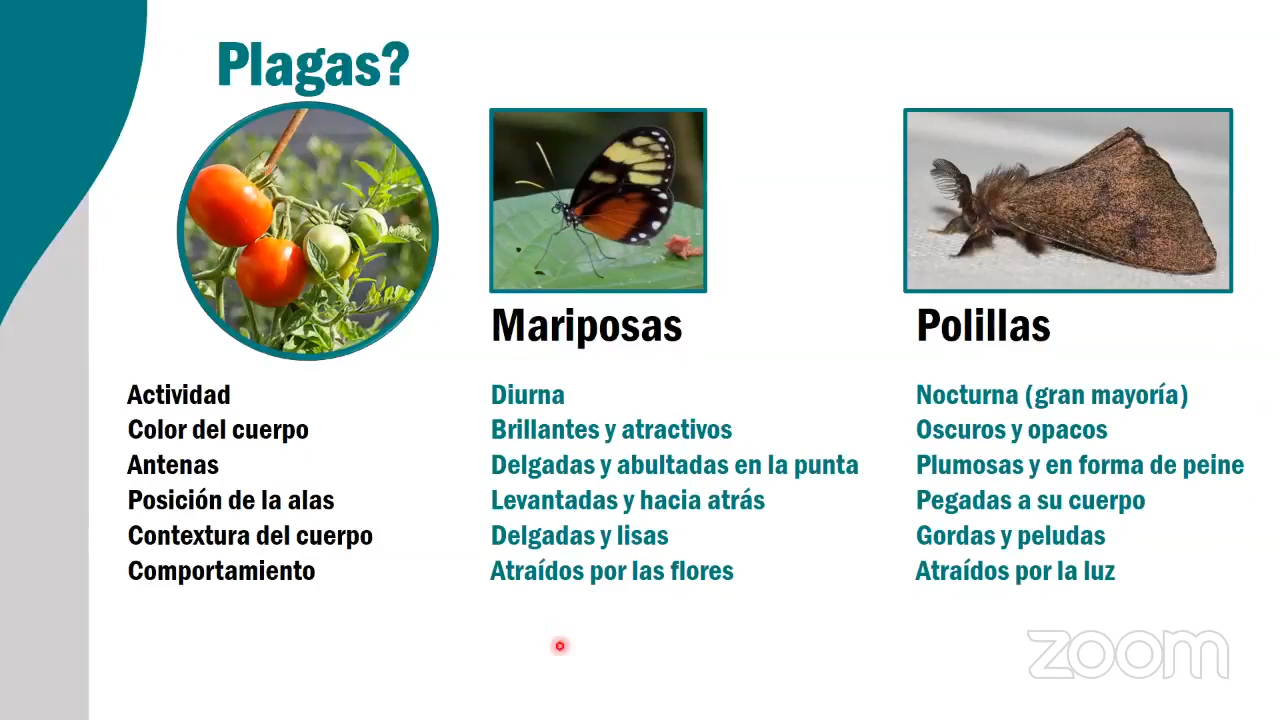 Plagas?
Mariposas
Polillas
Actividad
Diurna
Nocturna (gran mayoría)
Color del cuerpo
Brillantes y atractivos
Oscuros y opacos
Antenas
Delgadas y abultadas en la punta
Plumosas y en forma de peine
Posición de la alas
Levantadas y hacia atrás
Pegadas a su cuerpo
Contextura del cuerpo
Delgadas y lisas
Gordas y peludas
Comportamiento
Atraídos por las flores
Atraídos por la luz
zoom